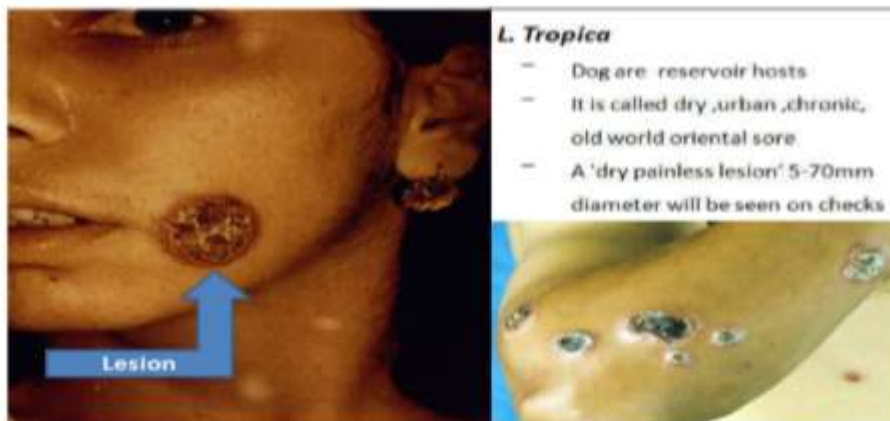 L. Tropica
– Dog are reservoir hosts
– It is called dry ,urban ,chronic,
old world oriental sore
– A 'dry painless lesion' 5-70mm
diameter will be seen on checks
Lesion